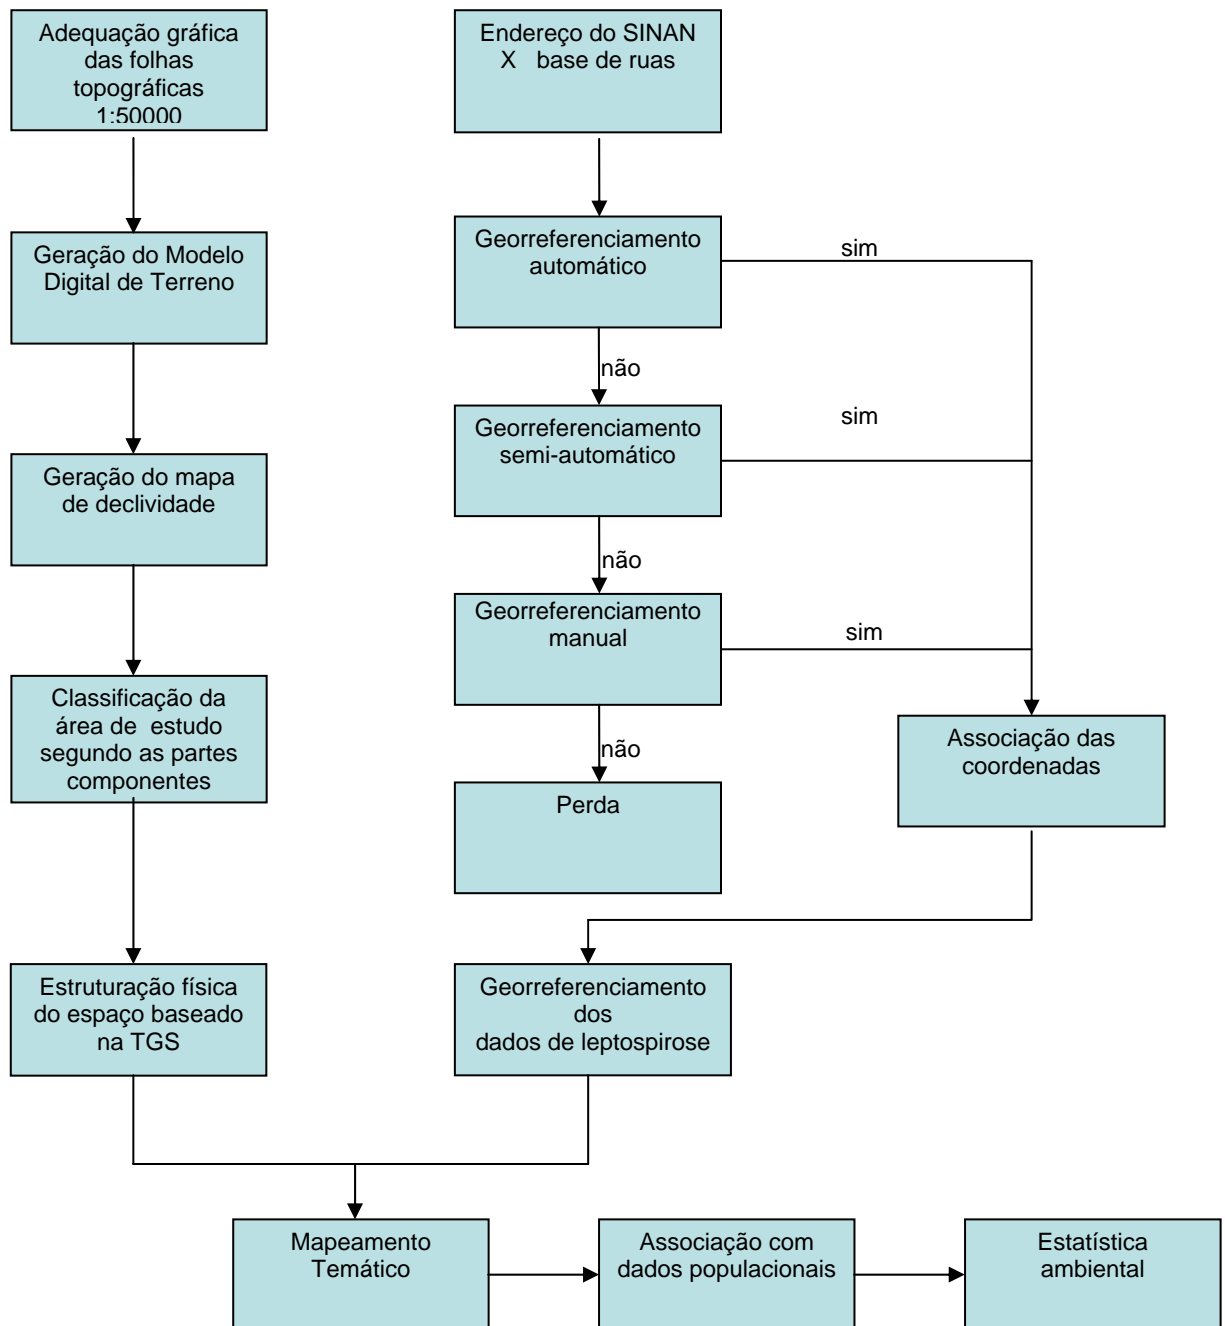 Adequação gráfica
das folhas
topográficas
1:50000
Endereço do SINAN
X base de ruas
Geração do Modelo
Digital de Terreno
Georreferenciamento
automático
sim
não
Georreferenciamento
semi-automático
sim
Geração do mapa
de declividade
não
Georreferenciamento
manual
sim
Classificação da
área de estudo
segundo as partes
componentes
não
Perda
Associação das
coordenadas
Estruturação física
do espaço baseado
na TGS
Georreferenciamento
dos
dados de leptospirose
Mapeamento
Temático
Associação com
dados populacionais
Estatística
ambiental